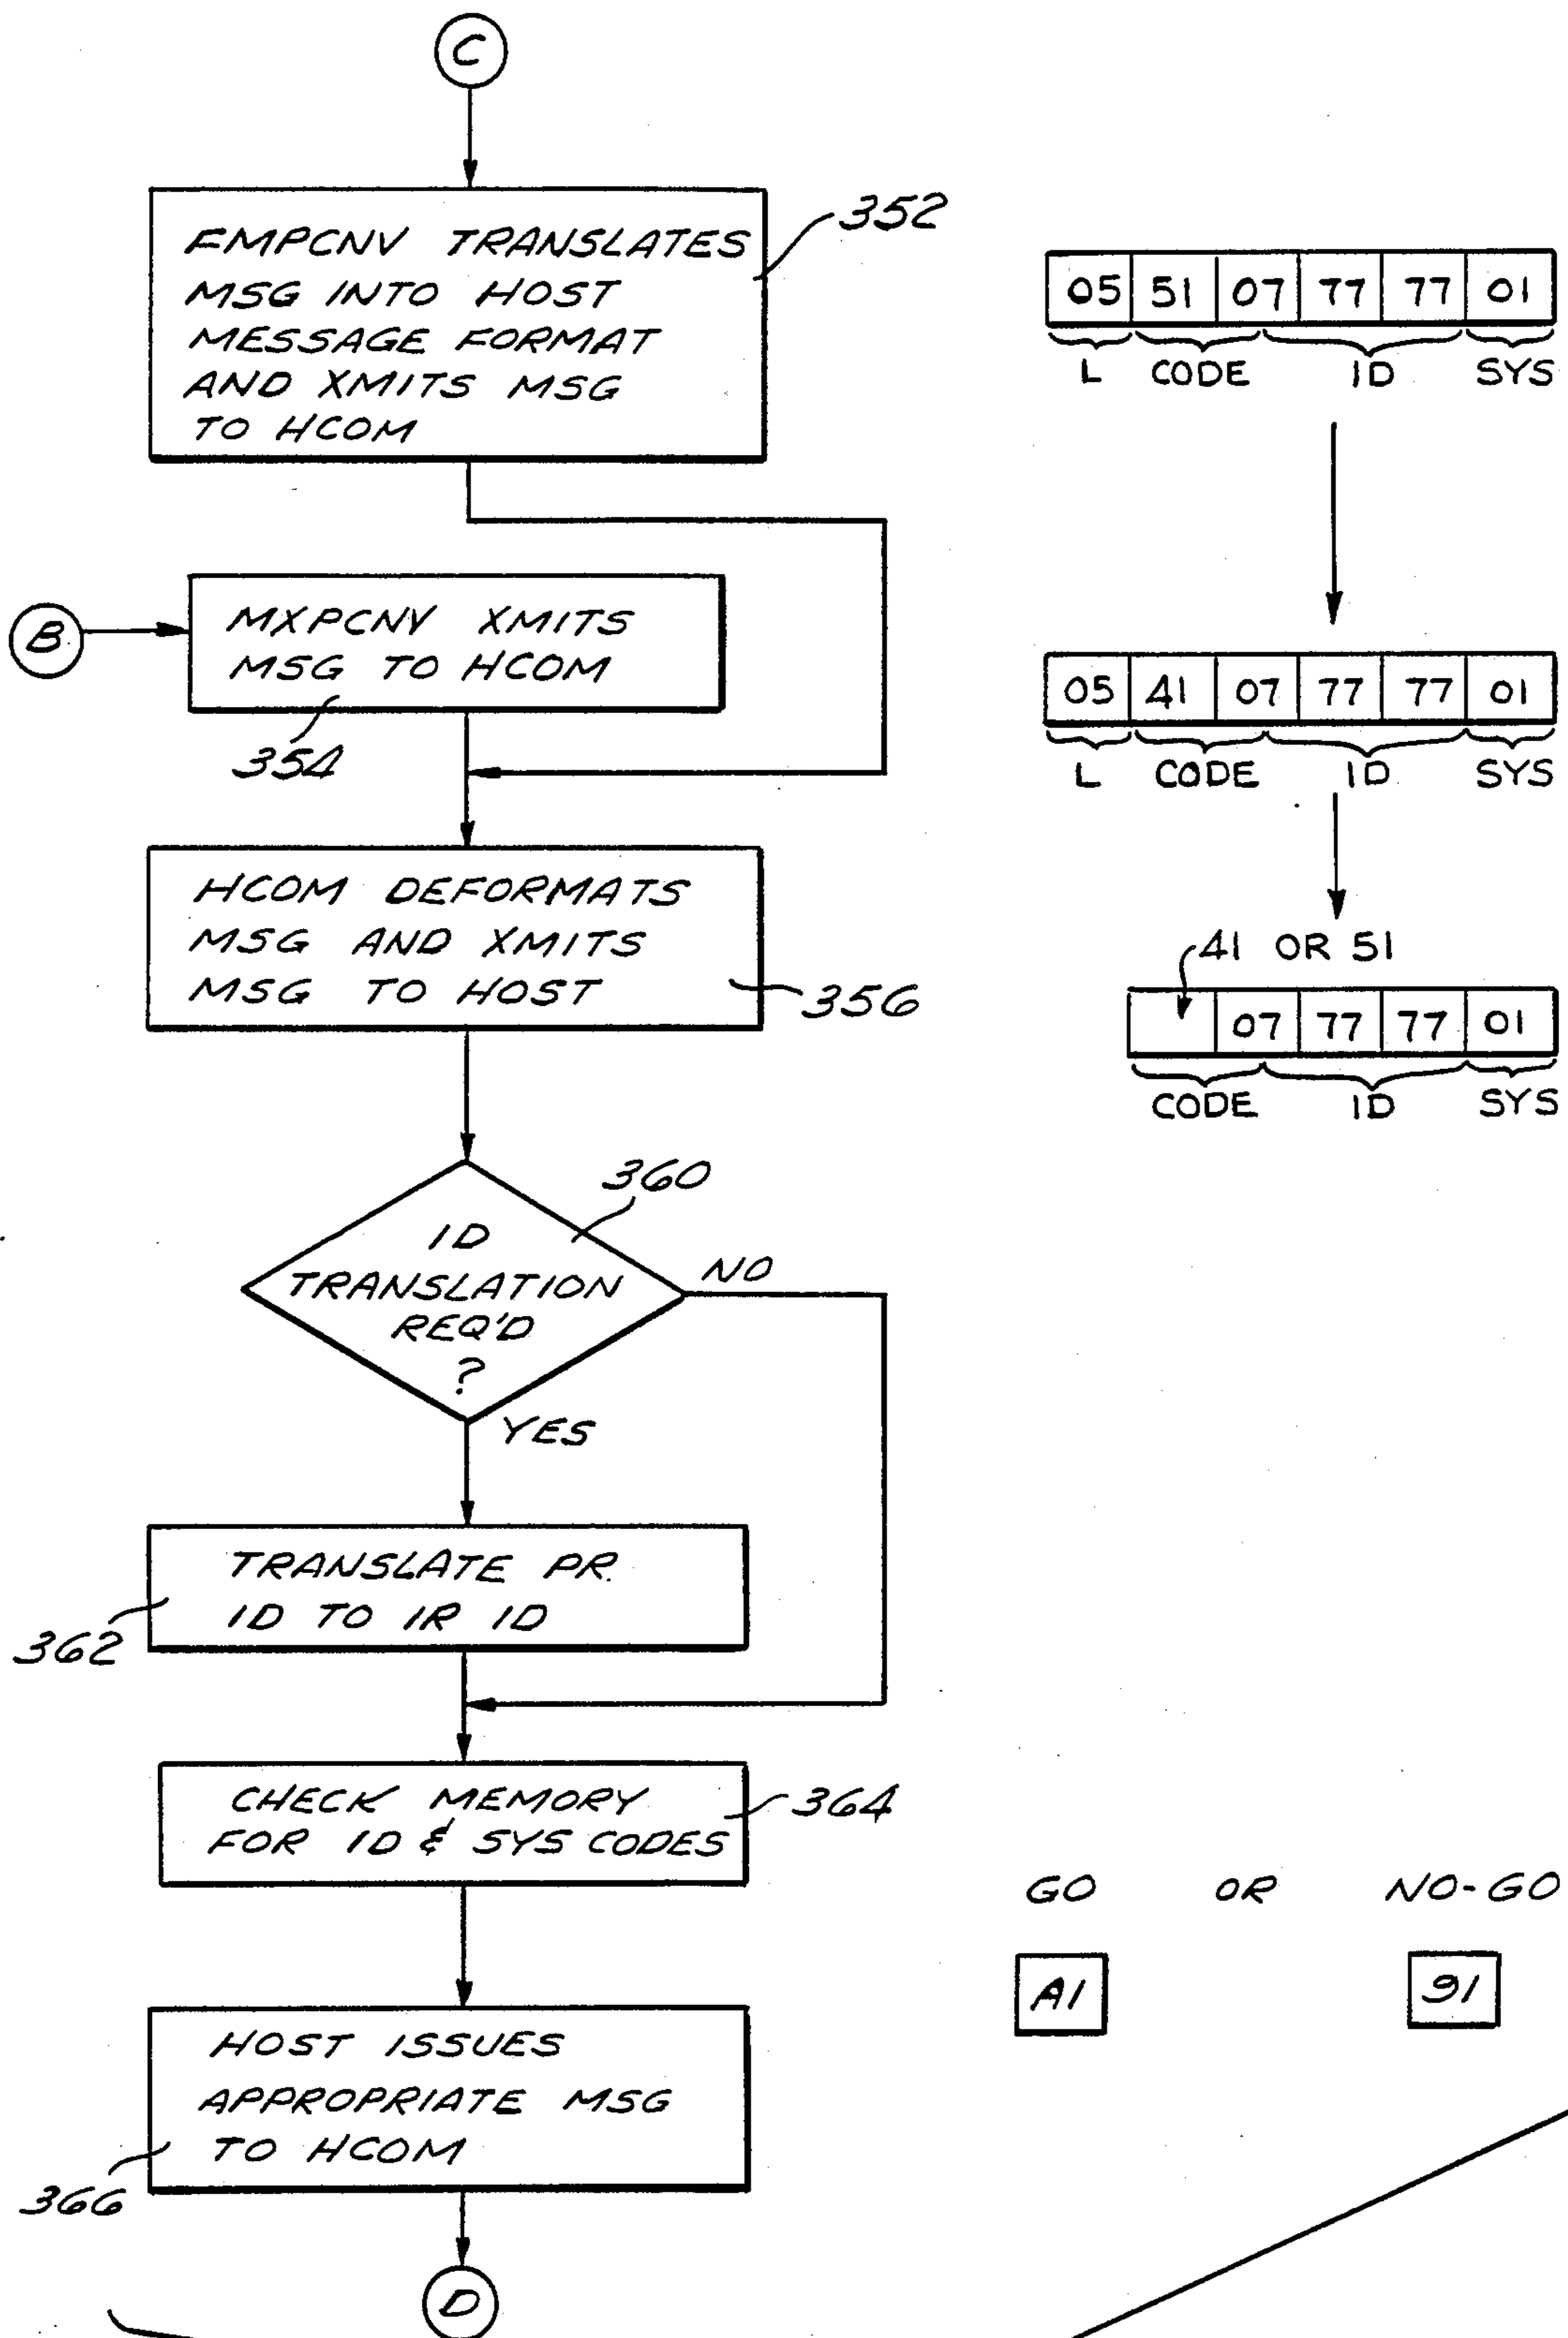 C
FMPCNV TRANSLATES
MSG INTO HOST
MESSAGE FORMAT
AND XMITS MSG
TO HCOM
352
B
MXPCNV XMITS
MSG TO HCOM
354
HCOM DEFORMATS
MSG AND XMITS
MSG TO HOST
356
ID
TRANSLATION
REQ'D
?
360
NO
YES
TRANSLATE PR.
ID TO IR ID
362
CHECK MEMORY
FOR ID & SYS CODES
364
HOST ISSUES
APPROPRIATE MSG
TO HCOM
366
D
05 51 07 77 77 01
L CODE ID SYS
05 41 07 77 77 01
L CODE ID SYS
41 OR 51
07 77 77 01
CODE ID SYS
GO OR NO-GO
A1 91